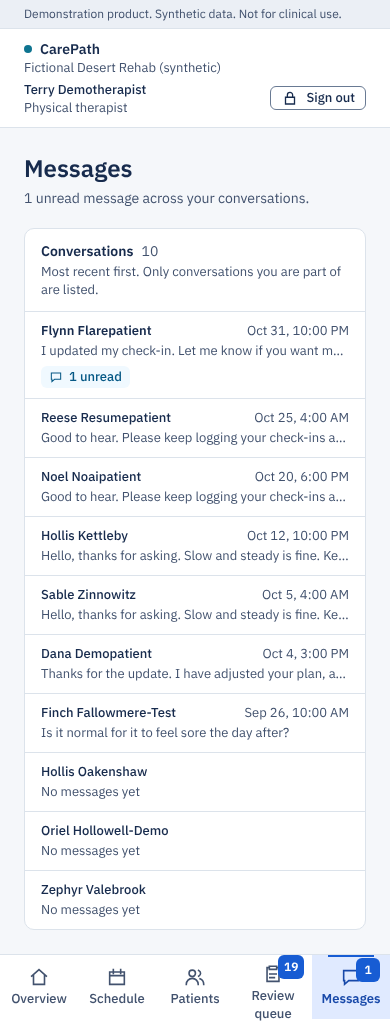 Demonstration product. Synthetic data. Not for clinical use.
CarePath
Fictional Desert Rehab (synthetic)
Terry Demotherapist
Physical therapist
Sign out
Messages
1 unread message across your conversations.
Conversations 10
Most recent first. Only conversations you are part of
are listed.
Flynn Flarepatient Oct 31, 10:00 PM
I updated my check-in. Let me know if you want m...
1 unread
Reese Resumepatient Oct 25, 4:00 AM
Good to hear. Please keep logging your check-ins a...
Noel Noaipatient Oct 20, 6:00 PM
Good to hear. Please keep logging your check-ins a...
Hollis Kettleby Oct 12, 10:00 PM
Hello, thanks for asking. Slow and steady is fine. Ke...
Sable Zinnowitz Oct 5, 4:00 AM
Hello, thanks for asking. Slow and steady is fine. Ke...
Dana Demopatient Oct 4, 3:00 PM
Thanks for the update. I have adjusted your plan, a...
Finch Fallowmere-Test Sep 26, 10:00 AM
Is it normal for it to feel sore the day after?
Hollis Oakenshaw
No messages yet
Oriel Hollowell-Demo
No messages yet
Zephyr Valebrook
No messages yet
Overview
Schedule
Patients
19
Review
queue
1
Messages